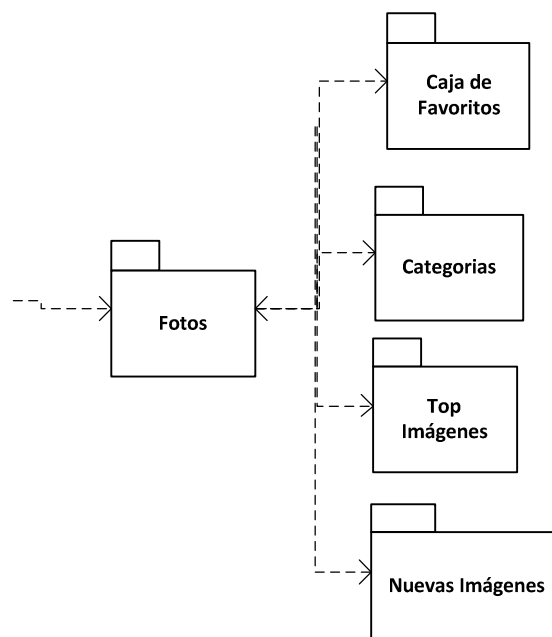 Caja de
Favoritos
Categorias
Fotos
Top
Imágenes
Nuevas Imágenes